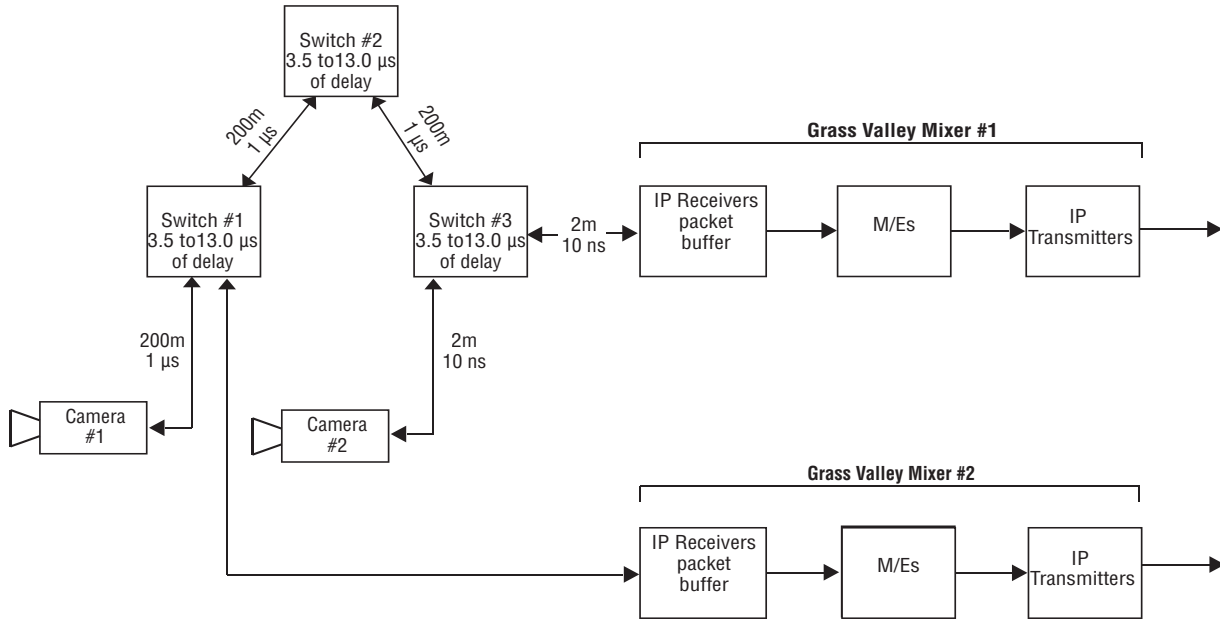 Switch #2
3.5 to13.0 µs
of delay
200m
1 µs
200m
1 µs
Switch #1
3.5 to13.0 µs
of delay
Switch #3
3.5 to13.0 µs
of delay
2m
10 ns
Grass Valley Mixer #1
IP Receivers
packet
buffer
M/Es
IP
Transmitters
200m
1 µs
2m
10 ns
Camera
#1
Camera
#2
Grass Valley Mixer #2
IP Receivers
packet
buffer
M/Es
IP
Transmitters